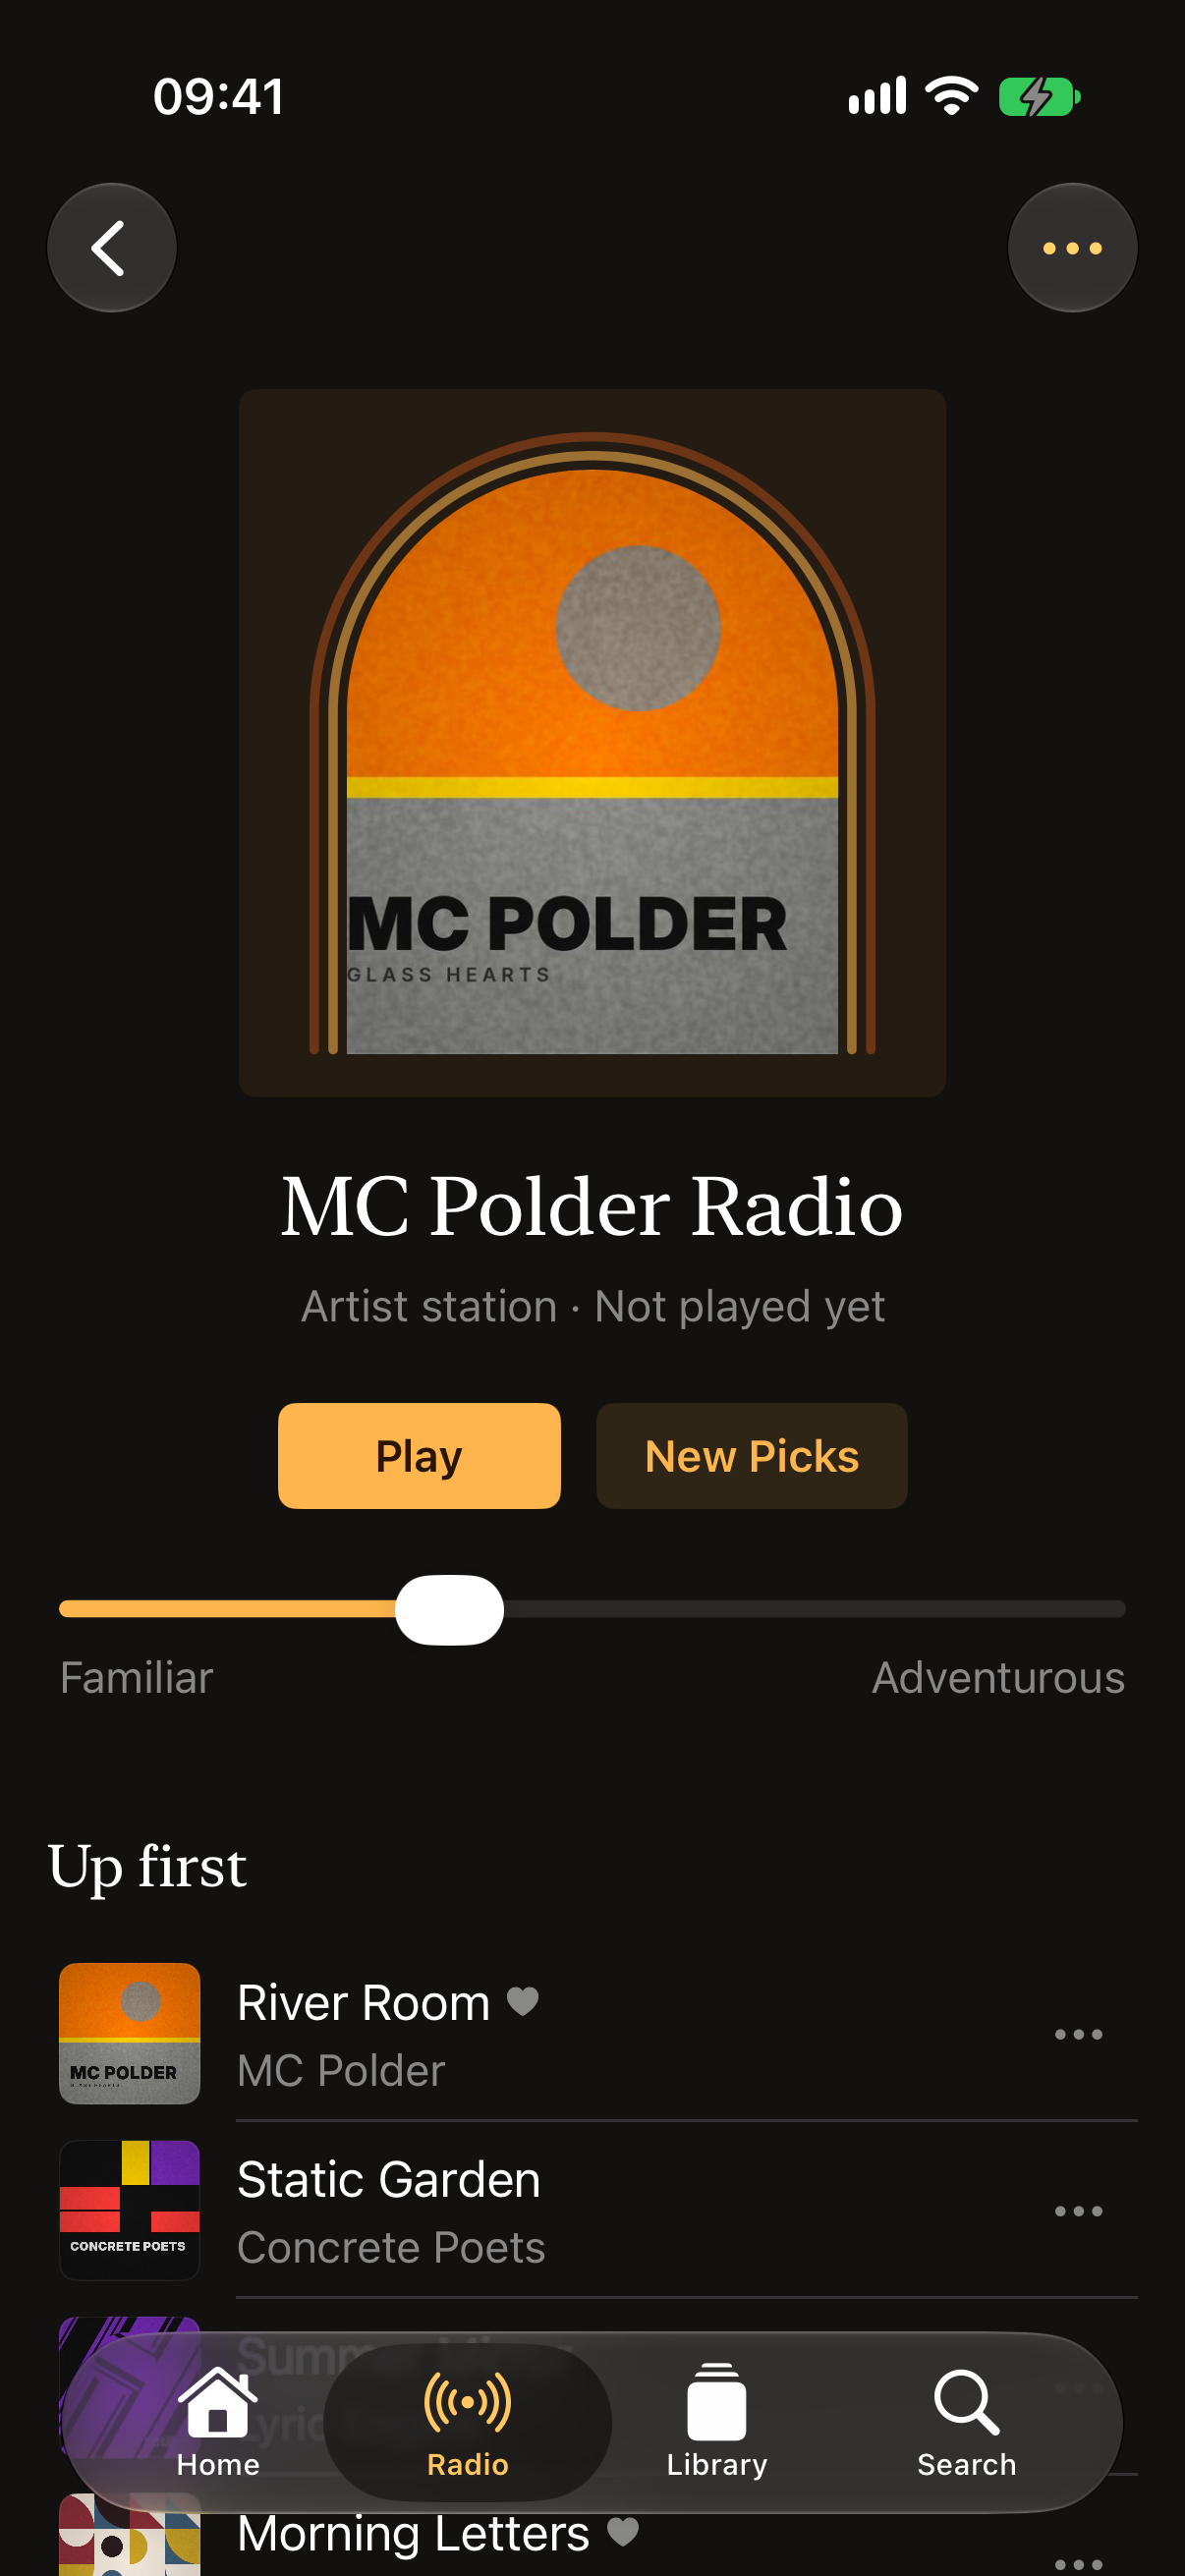 09:41
MC POLDER
GLASS HEARTS
MC Polder Radio
Artist station · Not played yet
Play
New Picks
Familiar
Adventurous
Up first
MC POLDER
River Room
MC Polder
CONCRETE POETS
Static Garden
Concrete Poets
Home
Radio
Library
Search
Morning Letters